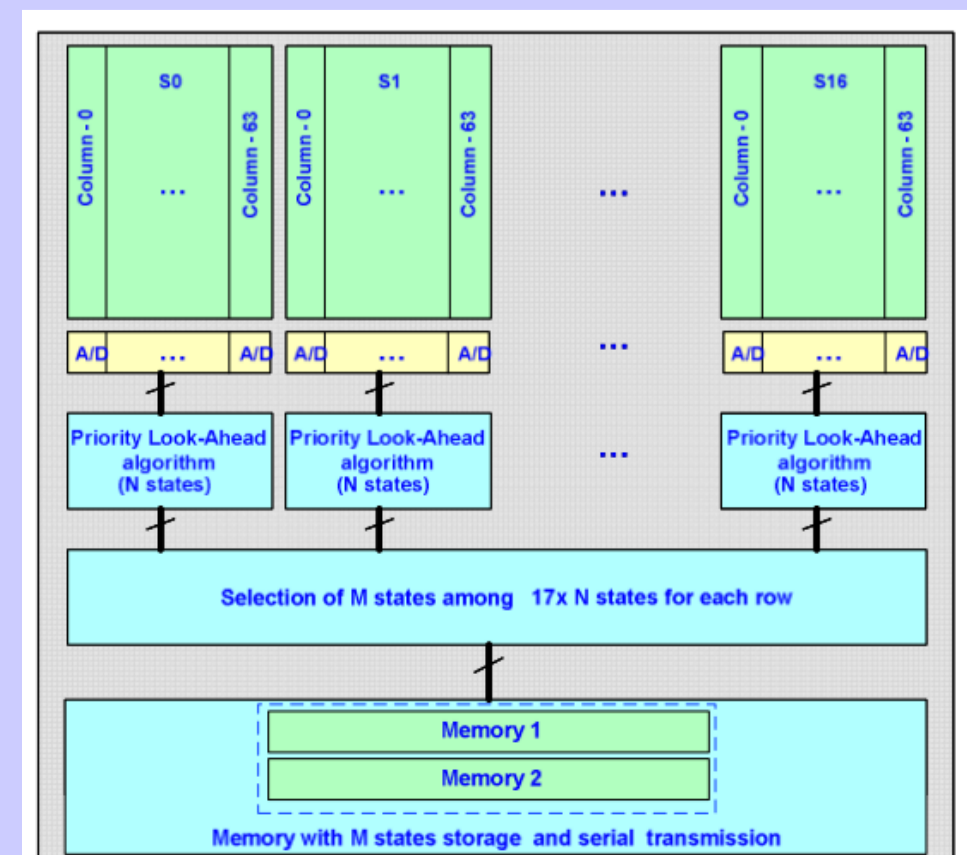 S0 S1 S16
Column - 0 Column - 63 Column - 0 Column - 63 Column - 0 Column - 63
... ... ... ...
A/D ... A/D A/D ... A/D ... A/D ... A/D
Priority Look-Ahead Priority Look-Ahead Priority Look-Ahead
algorithm algorithm ... algorithm
(N states) (N states) (N states)
Selection of M states among 17x N states for each row
Memory 1
Memory 2
Memory with M states storage and serial transmission